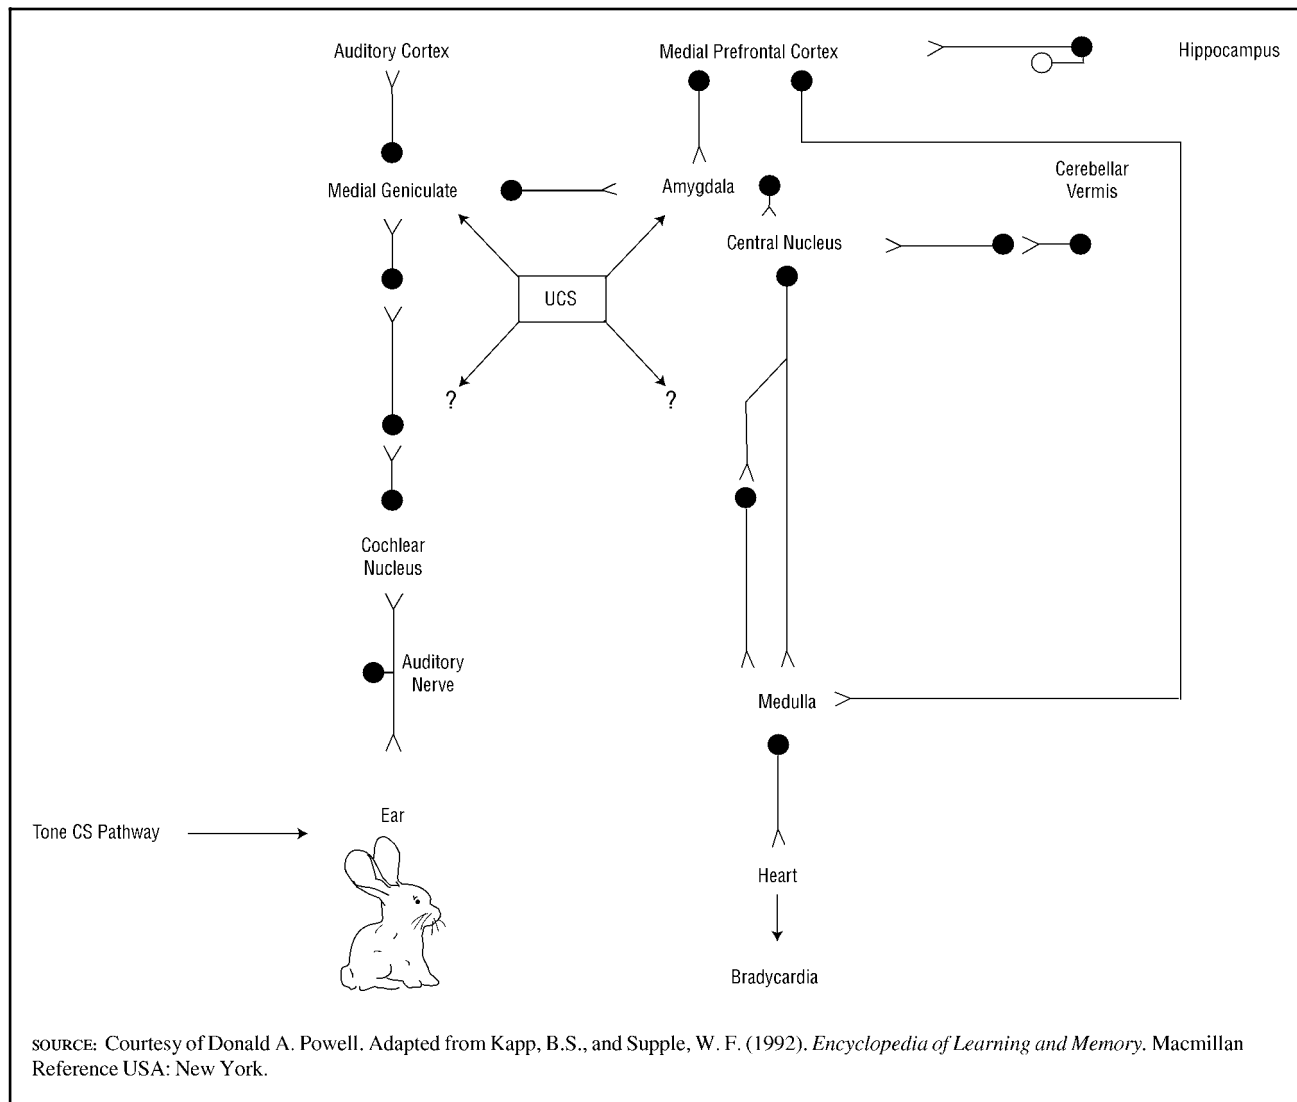 Auditory Cortex
Medial Prefrontal Cortex
Hippocampus
Medial Geniculate
Amygdala
Cerebellar
Vermis
Central Nucleus
UCS
?
?
Cochlear
Nucleus
Auditory
Nerve
Medulla
Ear
Tone CS Pathway
Heart
Bradycardia
SOURCE: Courtesy of Donald A. Powell. Adapted from Kapp, B.S., and Supple, W. F. (1992). Encyclopedia of Learning and Memory. Macmillan
Reference USA: New York.